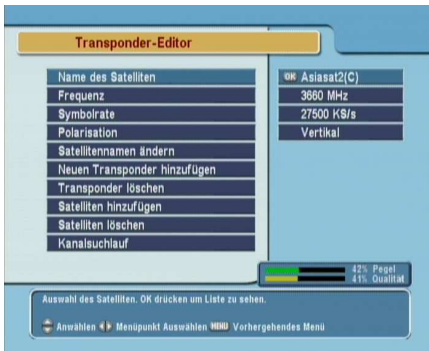 Transponder-Editor
Name des Satelliten
OK Asiasat2(C)
Frequenz
3660 MHz
Symbolrate
27500 KS/s
Polarisation
Vertikal
Satellitennamen ändern
Neuen Transponder hinzufügen
Transponder löschen
Satelliten hinzufügen
Satelliten löschen
Kanalsuchlauf
42% Pegel
41% Qualität
Auswahl des Satelliten. OK drücken um Liste zu sehen.
Anwählen Menüpunkt Auswählen MENU Vorhergehendes Menü